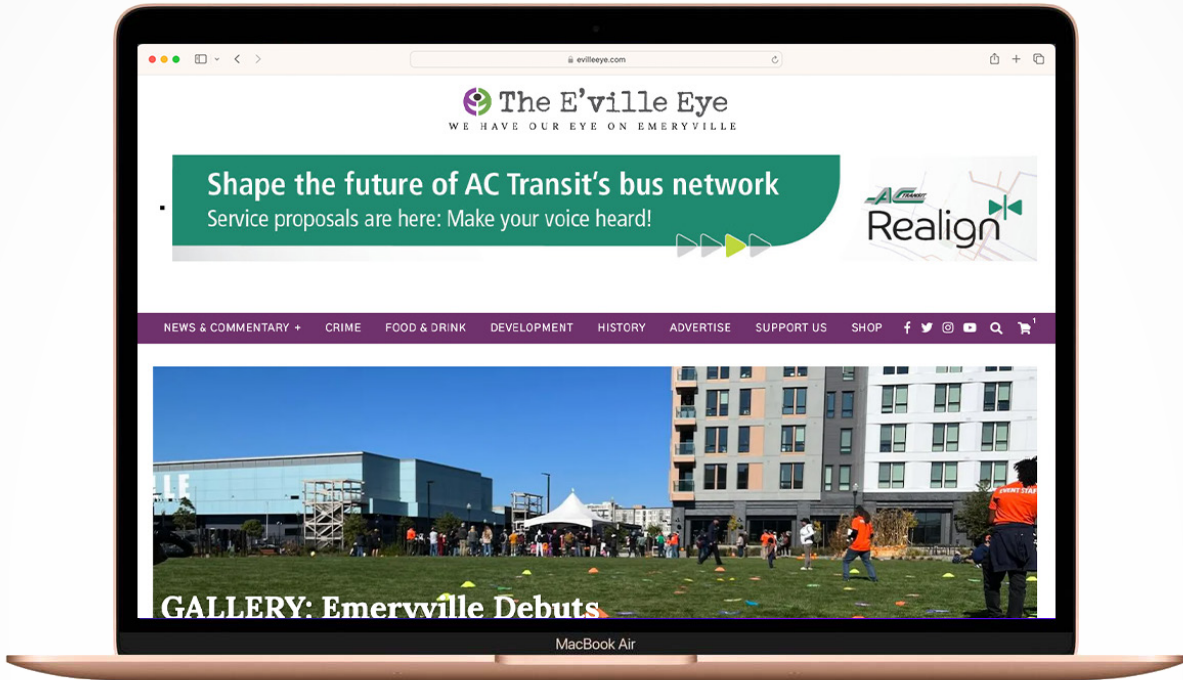 evilleeye.com
The E'ville Eye
WE HAVE OUR EYE ON EMERYVILLE
Shape the future of AC Transit's bus network
Service proposals are here: Make your voice heard!
AC TRANSIT
Realign
NEWS & COMMENTARY + CRIME FOOD & DRINK DEVELOPMENT HISTORY ADVERTISE SUPPORT US SHOP 1
LE
EVENT STAFF
GALLERY: Emeryville Debuts
MacBook Air